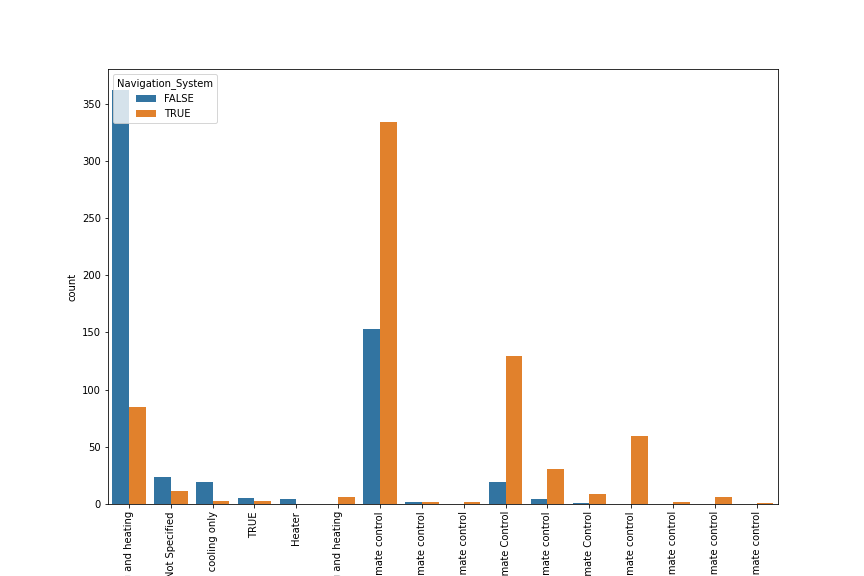 Navigation_System
FALSE
TRUE
350
300
250
200
150
100
50
0
count
and heating
Not Specified
cooling only
TRUE
Heater
and heating
mate control
mate control
mate control
mate Control
mate control
mate Control
mate control
mate control
mate control
mate control